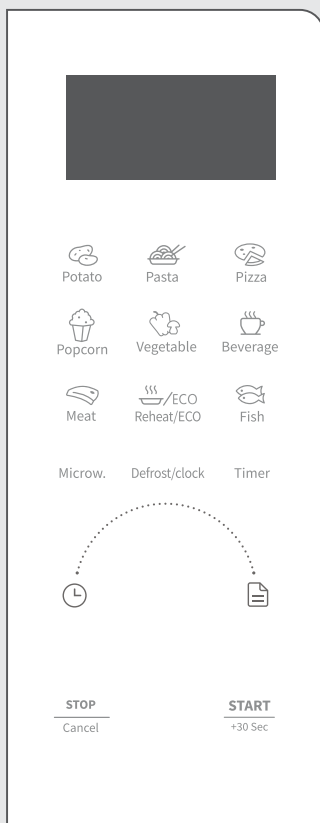 Potato Pasta Pizza
Popcorn Vegetable Beverage
/ECO
Meat Reheat/ECO Fish
Microw. Defrost/clock Timer
STOP START
Cancel +30 Sec